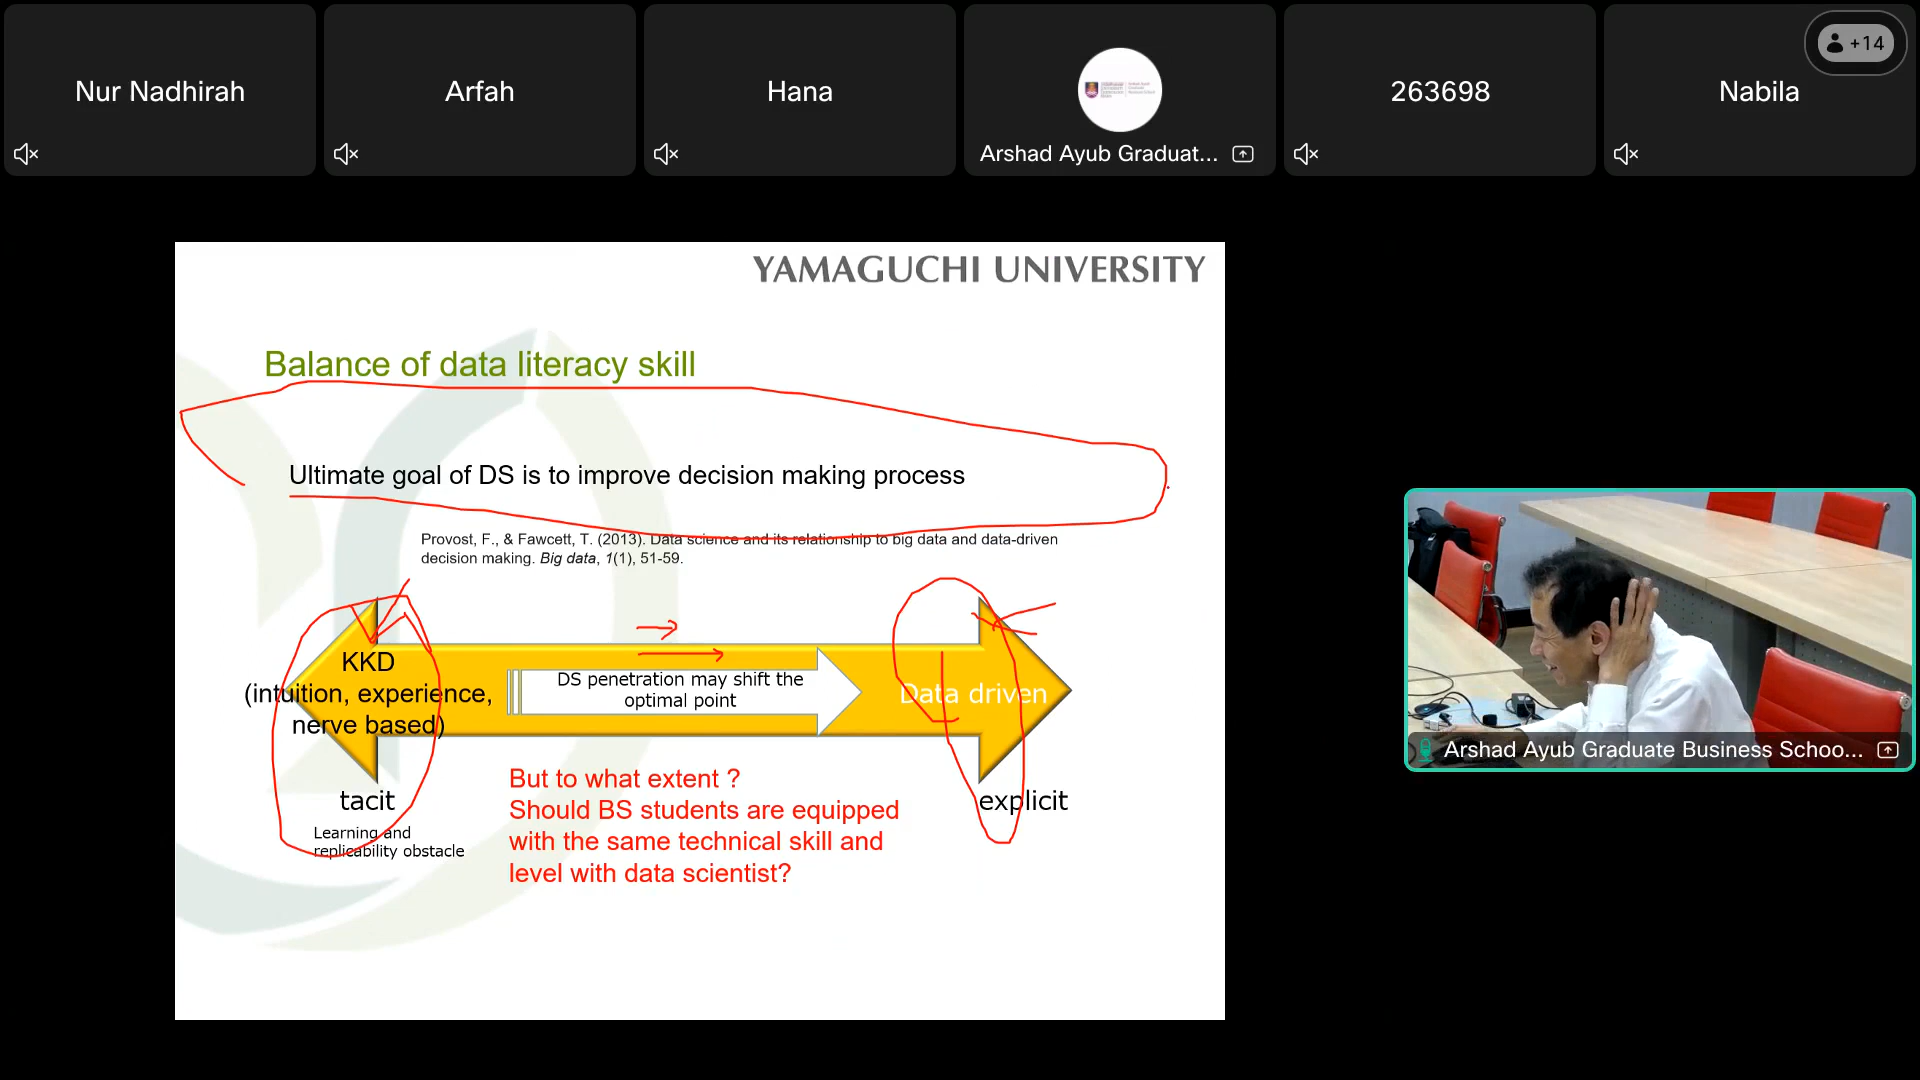 Nur Nadhirah
Arfah
Hana
Arshad Ayub Graduat...
263698
Nabila
+14
YAMAGUCHI UNIVERSITY
Balance of data literacy skill
Ultimate goal of DS is to improve decision making process
Provost, F., & Fawcett, T. (2013). Data science and its relationship to big data and data-driven
decision making. Big data, 1(1), 51-59.
KKD
(intuition, experience,
nerve based)
DS penetration may shift the
optimal point
Data driven
tacit
Learning and
replicability obstacle
But to what extent ?
Should BS students are equipped
with the same technical skill and
level with data scientist?
explicit
Arshad Ayub Graduate Business Schoo...